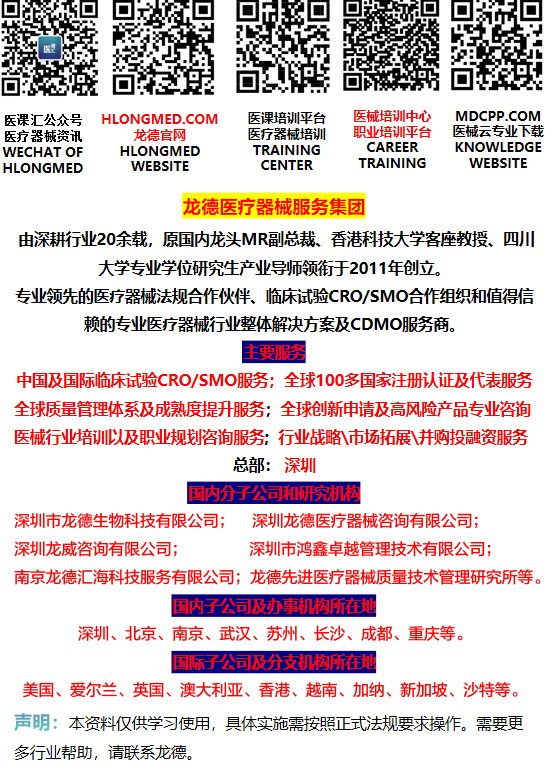 医课汇
医课汇公众号
医疗器械资讯
WECHAT OF
HLONGMED
HLONGMED.COM
龙德官网
HLONGMED
WEBSITE
医课培训平台
医疗器械培训
TRAINING
CENTER
医械培训中心
职业培训平台
CAREER
TRAINING
MDCPP.COM
医械云专业下载
KNOWLEDGE
WEBSITE
龙德医疗器械服务集团
由深耕行业20余载，原国内龙头MR副总裁、香港科技大学客座教授、四川
大学专业学位研究生产业导师领衔于2011年创立。
专业领先的医疗器械法规合作伙伴、临床试验CRO/SMO合作组织和值得信
赖的专业医疗器械行业整体解决方案及CDMO服务商。
主要服务
中国及国际临床试验CRO/SMO服务；全球100多国家注册认证及代表服务
全球质量管理体系及成熟度提升服务；全球创新申请及高风险产品专业咨询
医械行业培训以及职业规划咨询服务；行业战略\市场拓展\并购投融资服务
总部：深圳
国内分子公司和研究机构
深圳市龙德生物科技有限公司； 深圳龙德医疗器械咨询有限公司；
深圳龙威咨询有限公司； 深圳市鸿鑫卓越管理技术有限公司；
南京龙德汇海科技服务有限公司；龙德先进医疗器械质量技术管理研究所等。
国内子公司及办事机构所在地
深圳、北京、南京、武汉、苏州、长沙、成都、重庆等。
国际子公司及分支机构所在地
美国、爱尔兰、英国、澳大利亚、香港、越南、加纳、新加坡、沙特等。
声明：本资料仅供学习使用，具体实施需按照正式法规要求操作。需要更
多行业帮助，请联系龙德。